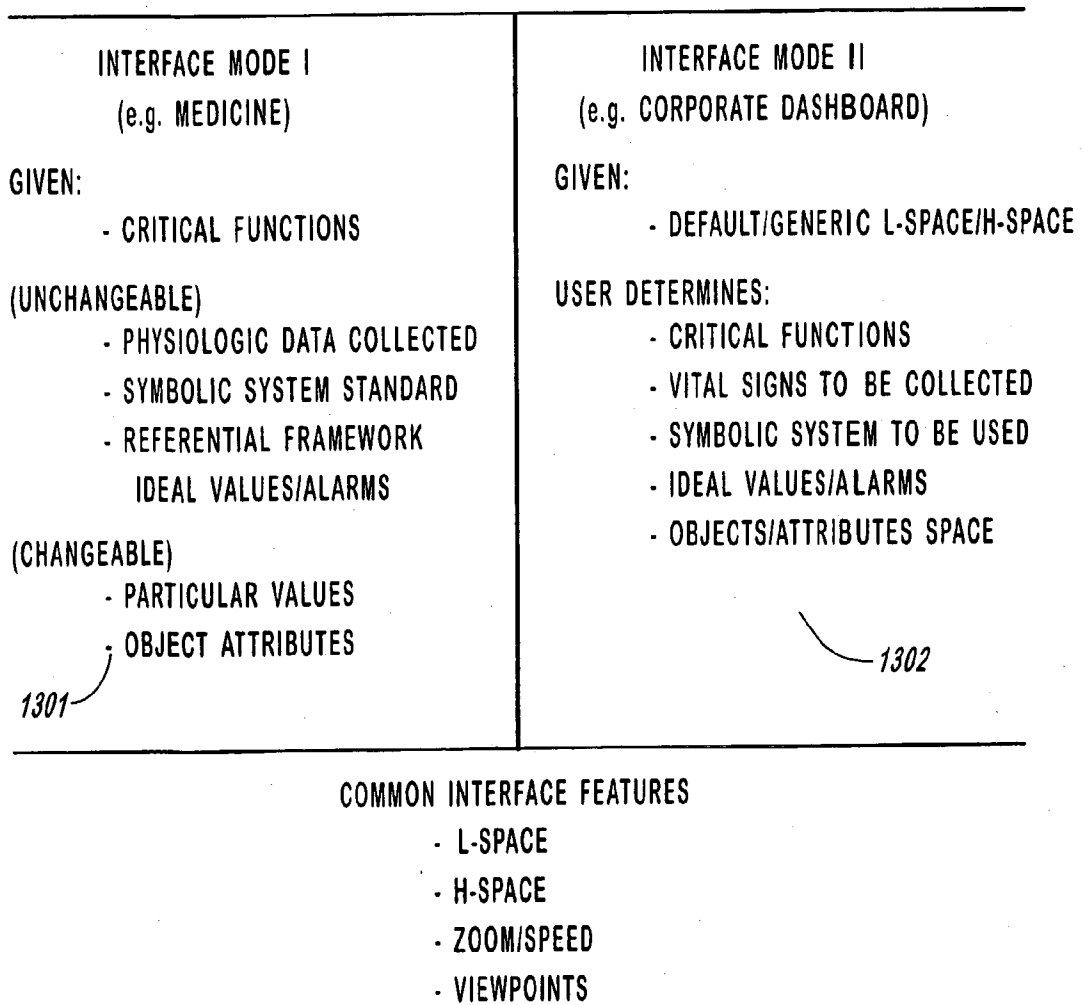 INTERFACE MODE I
(e.g. MEDICINE)
GIVEN:
- CRITICAL FUNCTIONS
(UNCHANGEABLE)
- PHYSIOLOGIC DATA COLLECTED
- SYMBOLIC SYSTEM STANDARD
- REFERENTIAL FRAMEWORK
IDEAL VALUES/ALARMS
(CHANGEABLE)
- PARTICULAR VALUES
- OBJECT ATTRIBUTES
1301
INTERFACE MODE II
(e.g. CORPORATE DASHBOARD)
GIVEN:
- DEFAULT/GENERIC L-SPACE/H-SPACE
USER DETERMINES:
- CRITICAL FUNCTIONS
- VITAL SIGNS TO BE COLLECTED
- SYMBOLIC SYSTEM TO BE USED
- IDEAL VALUES/ALARMS
- OBJECTS/ATTRIBUTES SPACE
1302
COMMON INTERFACE FEATURES
- L-SPACE
- H-SPACE
- ZOOM/SPEED
- VIEWPOINTS